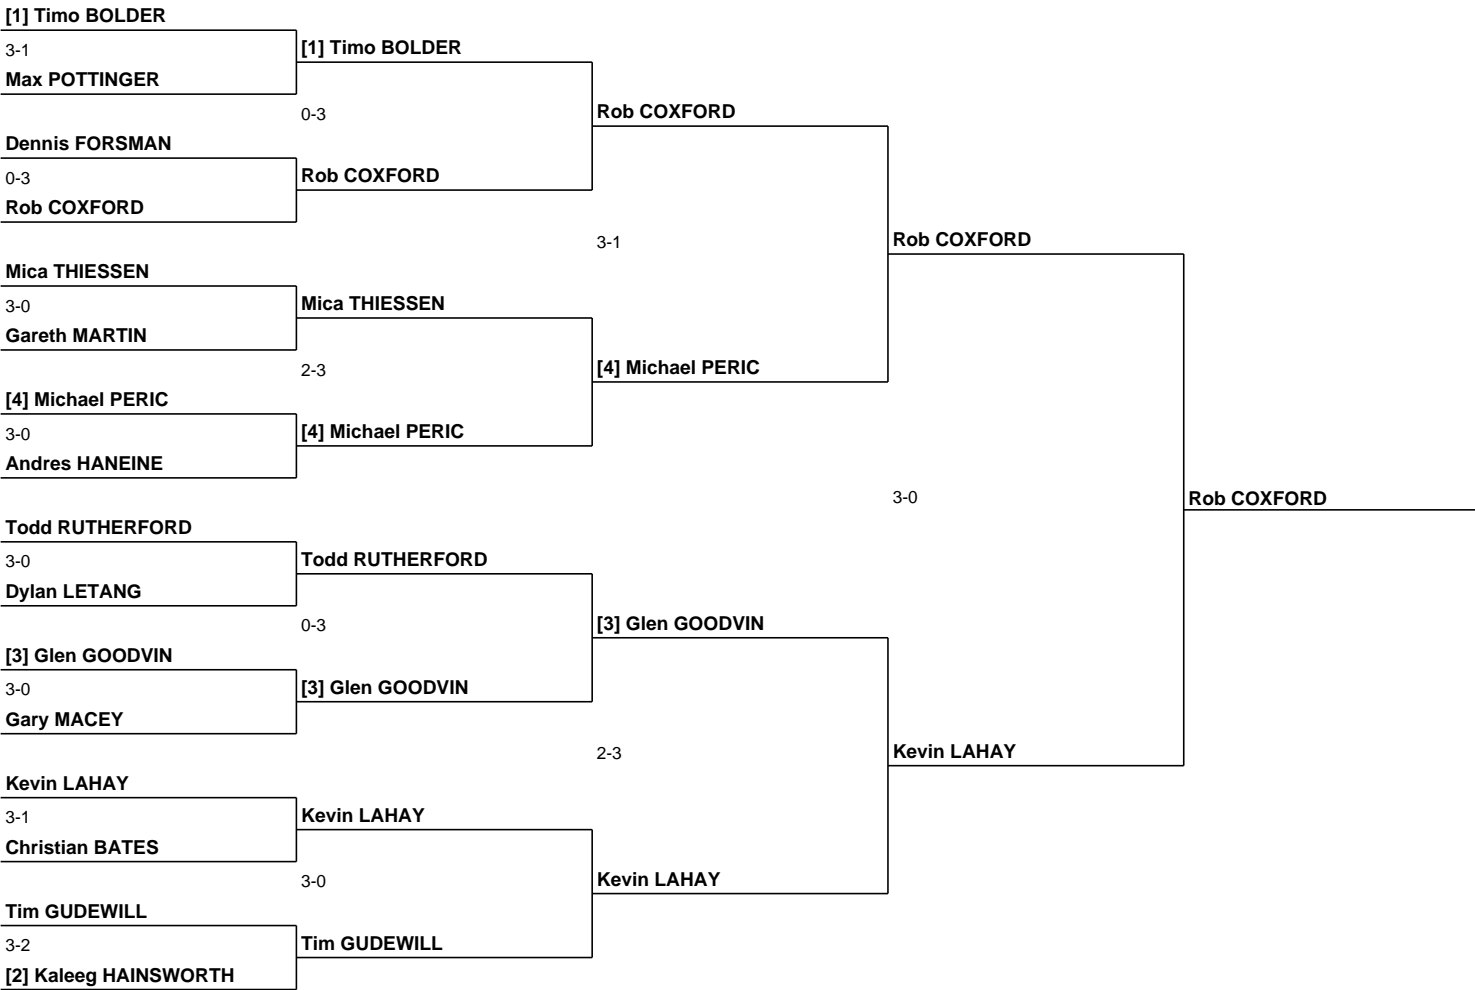 [1] Timo BOLDER
3-1
[1] Timo BOLDER
Max POTTINGER
0-3
Rob COXFORD
Dennis FORSMAN
0-3
Rob COXFORD
Rob COXFORD
3-1
Rob COXFORD
Mica THIESSEN
3-0
Mica THIESSEN
Gareth MARTIN
2-3
[4] Michael PERIC
[4] Michael PERIC
3-0
[4] Michael PERIC
Andres HANEINE
3-0
Rob COXFORD
Todd RUTHERFORD
3-0
Todd RUTHERFORD
Dylan LETANG
0-3
[3] Glen GOODVIN
[3] Glen GOODVIN
3-0
[3] Glen GOODVIN
Gary MACEY
2-3
Kevin LAHAY
Kevin LAHAY
3-1
Kevin LAHAY
Christian BATES
3-0
Kevin LAHAY
Tim GUDEWILL
3-2
Tim GUDEWILL
[2] Kaleeg HAINSWORTH